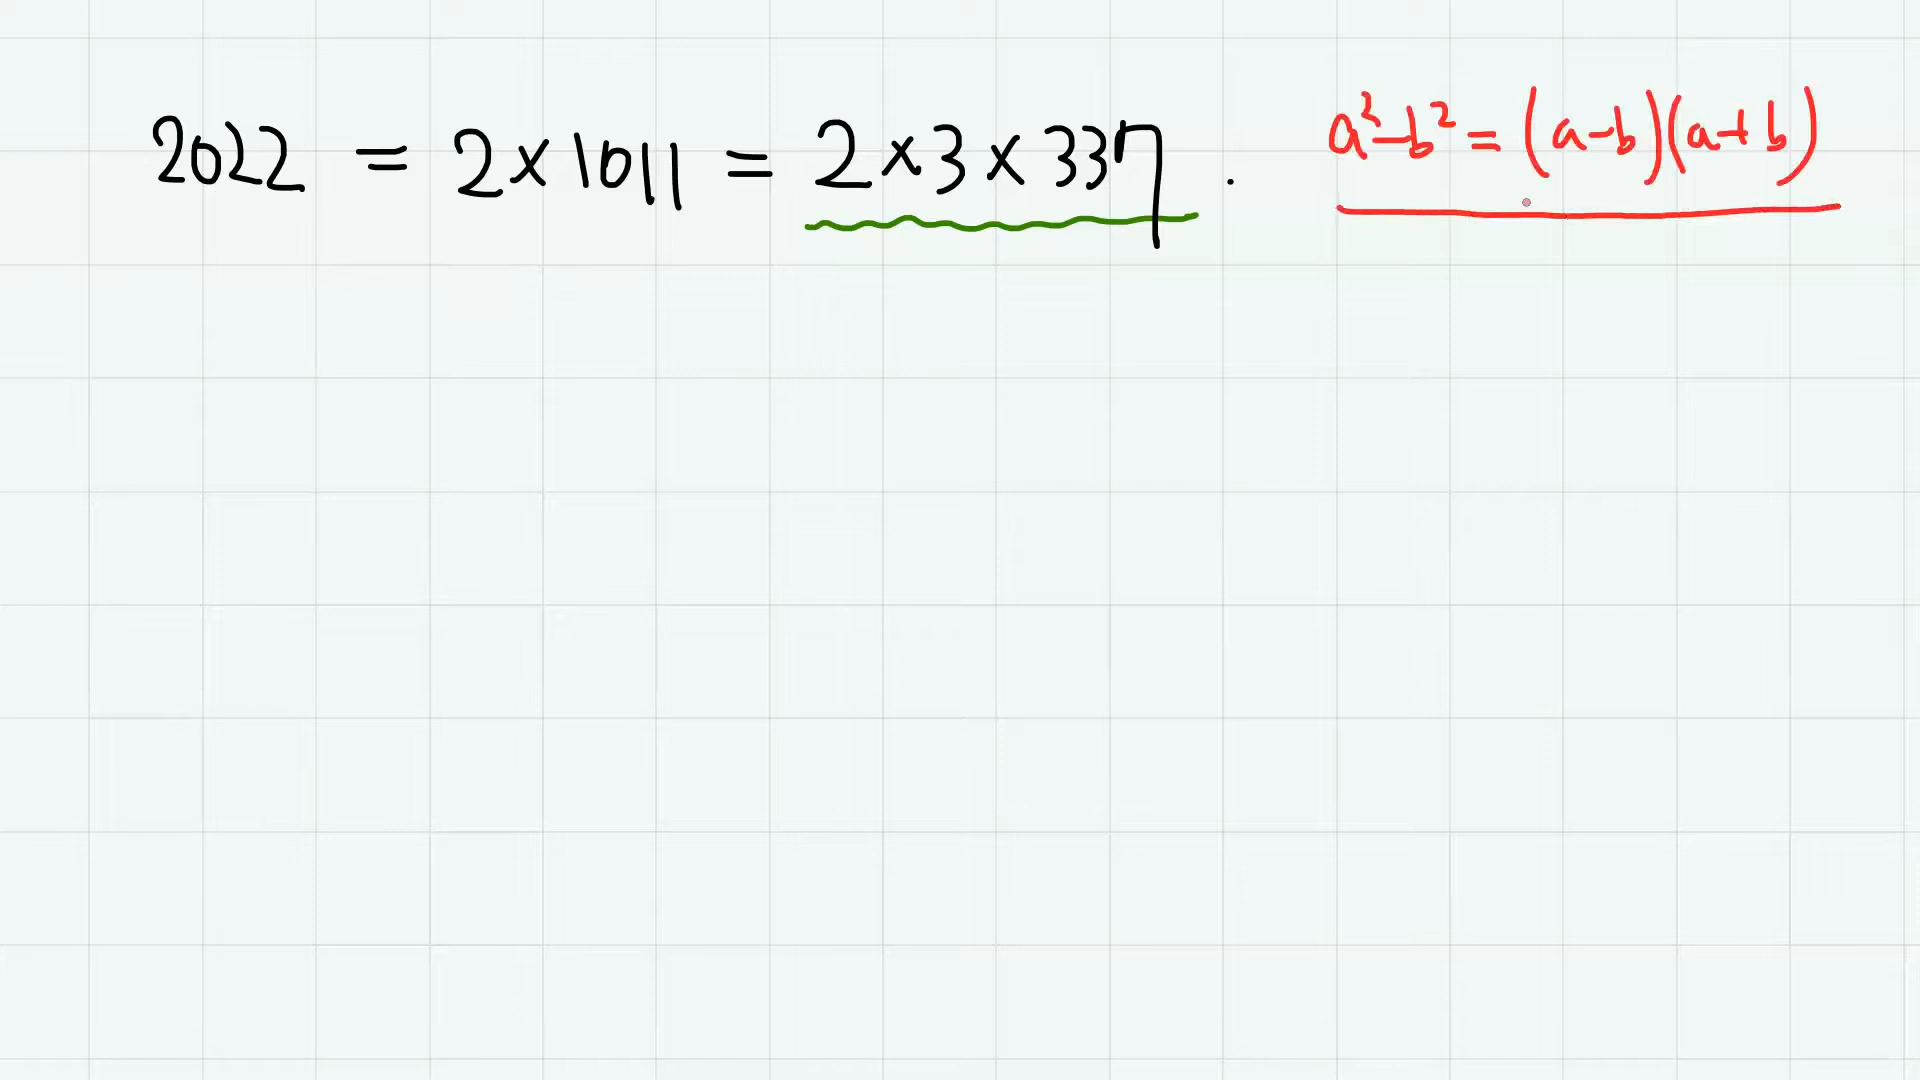 2022 = 2×1011 = 2×3×337 .
a²-b² = (a-b)(a+b)